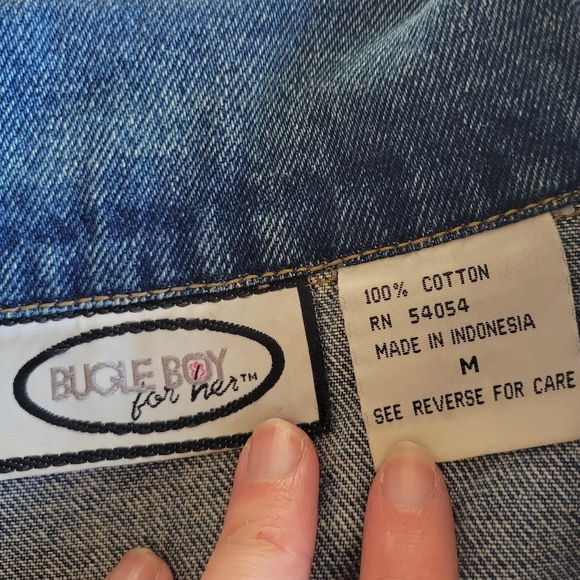 BUGLE BOY
for her™
100% COTTON
RN 54054
MADE IN INDONESIA
M
SEE REVERSE FOR CARE